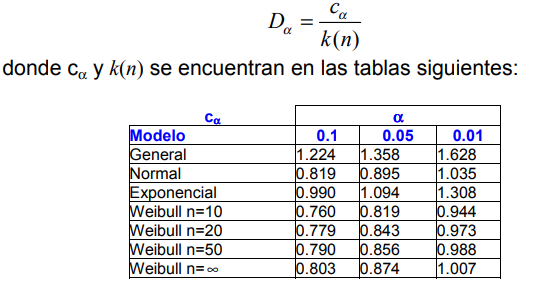 D_α = c_α / k(n)
donde c_α y k(n) se encuentran en las tablas siguientes:
c_α α
Modelo 0.1 0.05 0.01
General 1.224 1.358 1.628
Normal 0.819 0.895 1.035
Exponencial 0.990 1.094 1.308
Weibull n=10 0.760 0.819 0.944
Weibull n=20 0.779 0.843 0.973
Weibull n=50 0.790 0.856 0.988
Weibull n=∞ 0.803 0.874 1.007